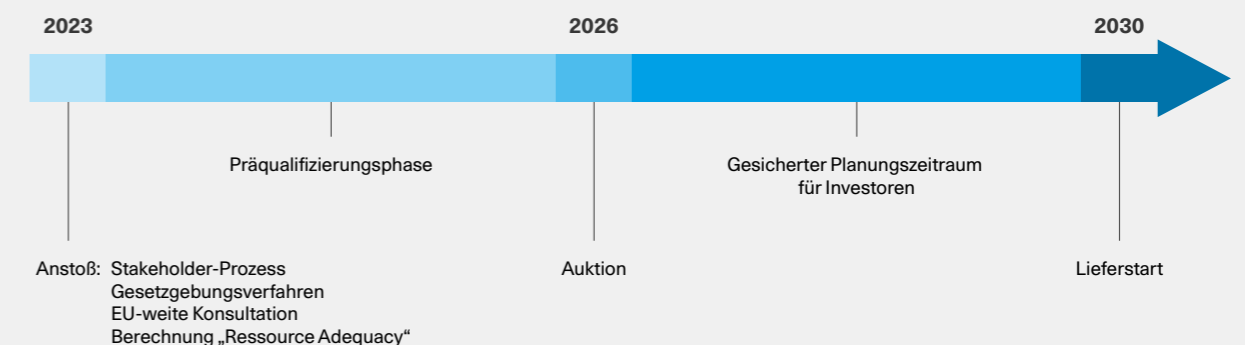 2023
2026
2030
Präqualifizierungsphase
Gesicherter Planungszeitraum
für Investoren
Anstoß: Stakeholder-Prozess
Gesetzgebungsverfahren
EU-weite Konsultation
Berechnung „Ressource Adequacy“
Auktion
Lieferstart